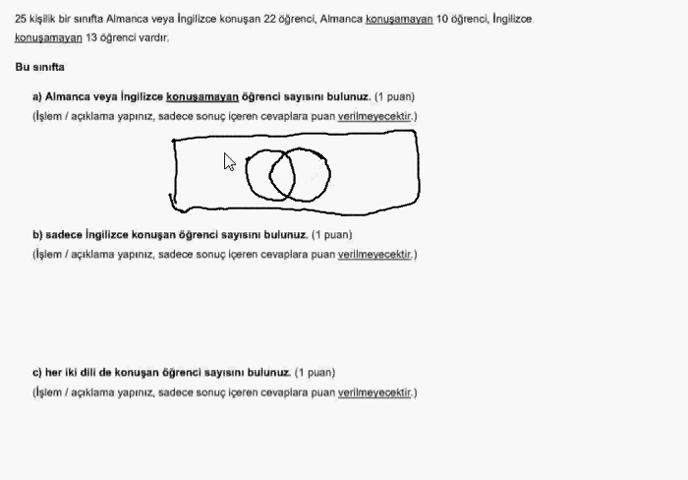 25 kişilik bir sınıfta Almanca veya İngilizce konuşan 22 öğrenci, Almanca konuşamayan 10 öğrenci, İngilizce
konuşamayan 13 öğrenci vardır.
Bu sınıfta
a) Almanca veya İngilizce konuşamayan öğrenci sayısını bulunuz. (1 puan)
(İşlem / açıklama yapınız, sadece sonuç içeren cevaplara puan verilmeyecektir.)
b) sadece İngilizce konuşan öğrenci sayısını bulunuz. (1 puan)
(İşlem / açıklama yapınız, sadece sonuç içeren cevaplara puan verilmeyecektir.)
c) her iki dili de konuşan öğrenci sayısını bulunuz. (1 puan)
(İşlem / açıklama yapınız, sadece sonuç içeren cevaplara puan verilmeyecektir.)